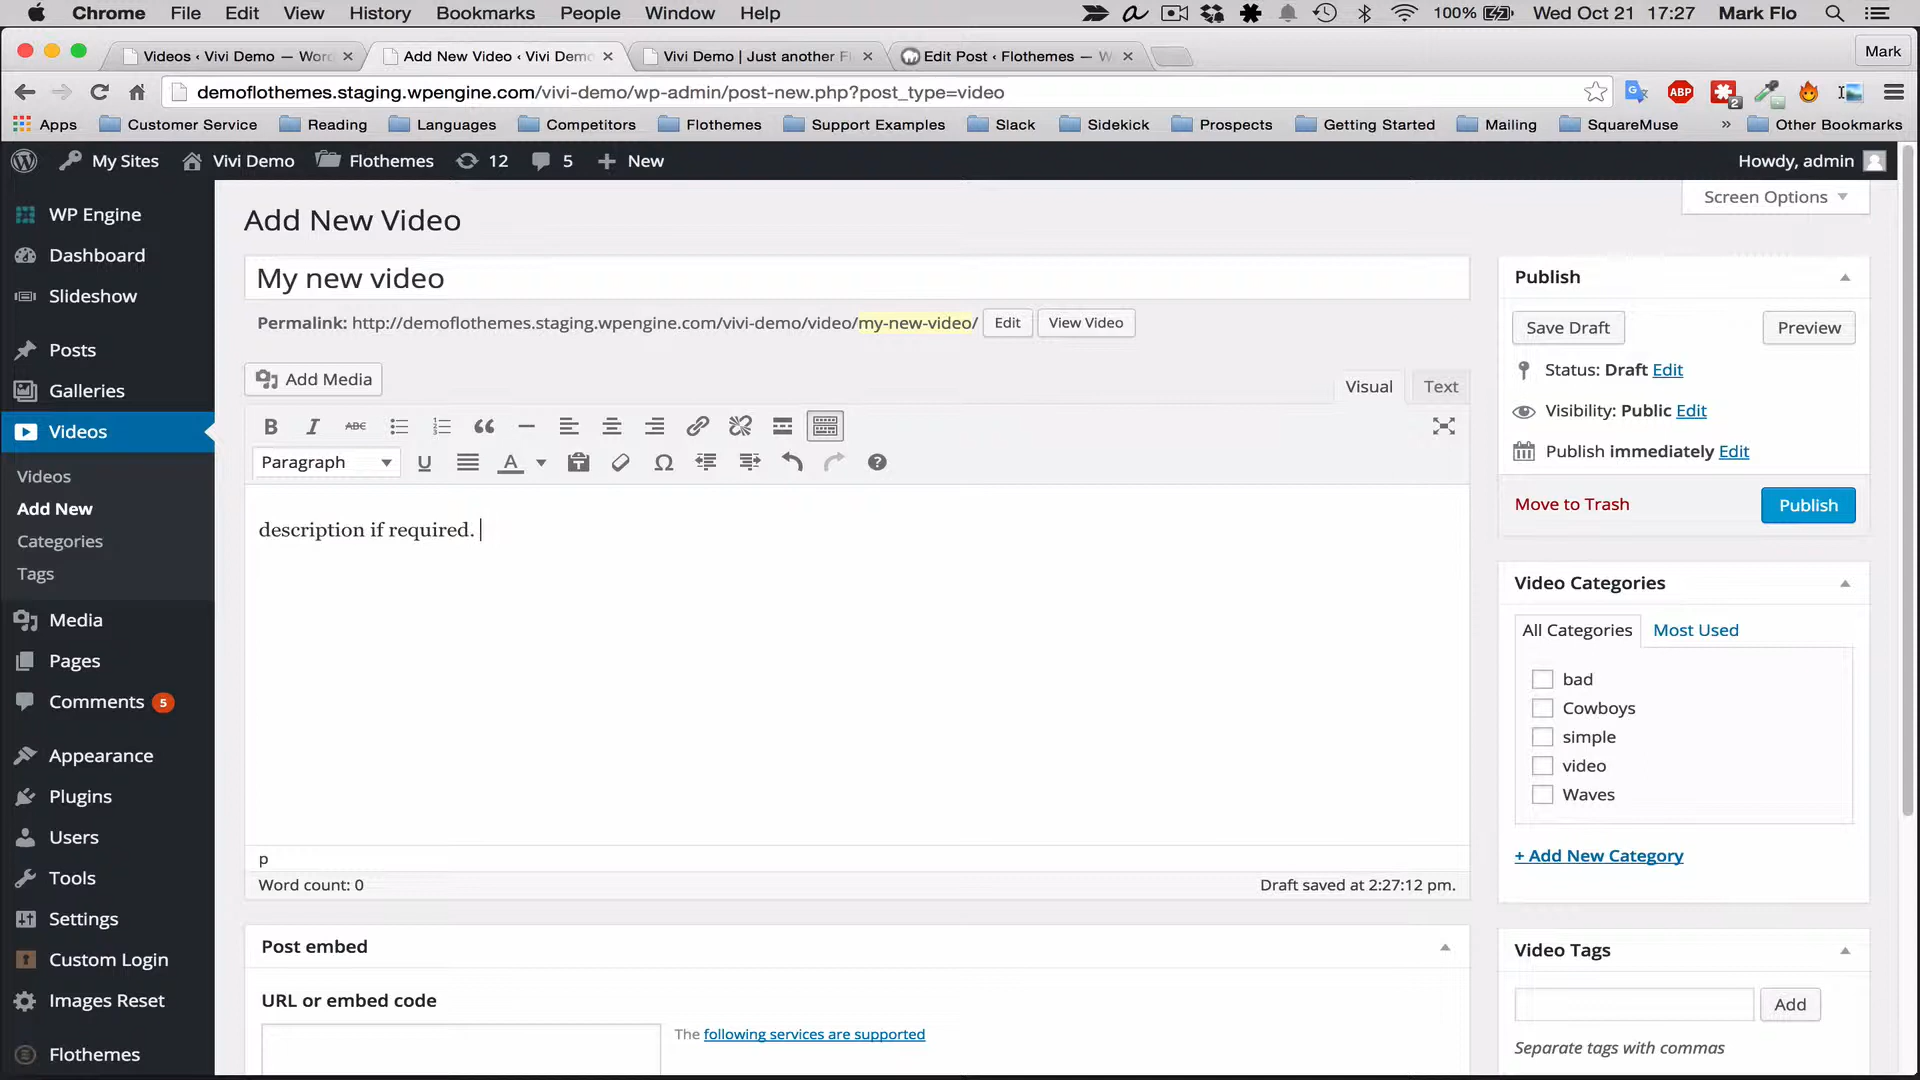 Chrome File Edit View History Bookmarks People Window Help 100% Wed Oct 21 17:27 Mark Flo
Videos ‹ Vivi Demo — Wor
Add New Video ‹ Vivi Demo
Vivi Demo | Just another F
Edit Post ‹ Flothemes — W
Mark
demoflothemes.staging.wpengine.com/vivi-demo/wp-admin/post-new.php?post_type=video
ABP
2
Apps Customer Service Reading Languages Competitors Flothemes Support Examples Slack Sidekick Prospects Getting Started Mailing SquareMuse » Other Bookmarks
My Sites Vivi Demo Flothemes 12 5 New Howdy, admin
WP Engine
Dashboard
Slideshow
Posts
Galleries
Videos
Videos
Add New
Categories
Tags
Media
Pages
Comments 5
Appearance
Plugins
Users
Tools
Settings
Custom Login
Images Reset
Flothemes
Screen Options
Add New Video
My new video
Permalink: http://demoflothemes.staging.wpengine.com/vivi-demo/video/my-new-video/ Edit View Video
Add Media
Visual Text
B I ABC
Paragraph U A Ω ?
description if required.
p
Word count: 0 Draft saved at 2:27:12 pm.
Post embed
URL or embed code
The following services are supported
Publish
Save Draft Preview
Status: Draft Edit
Visibility: Public Edit
Publish immediately Edit
Move to Trash Publish
Video Categories
All Categories Most Used
bad
Cowboys
simple
video
Waves
+ Add New Category
Video Tags
Add
Separate tags with commas